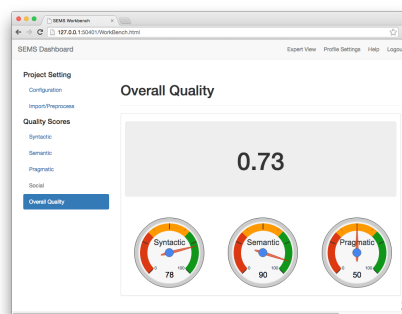 SEMS Workbench
127.0.0.1:50401/WorkBench.html
SEMS Dashboard
Expert View Profile Settings Help Logou
Project Setting
Configuration
Import/Preprocess
Quality Scores
Syntactic
Semantic
Pragmatic
Social
Overall Quality
Overall Quality
0.73
Syntactic
0 100
78
Semantic
0 100
90
Pragmatic
0 100
50